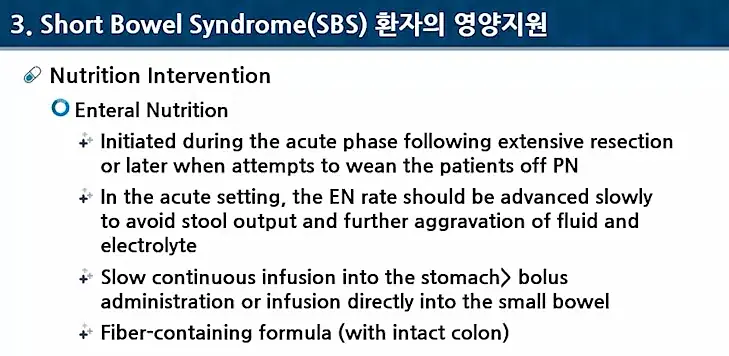 3. Short Bowel Syndrome(SBS) 환자의 영양지원
Nutrition Intervention
Enteral Nutrition
Initiated during the acute phase following extensive resection
or later when attempts to wean the patients off PN
In the acute setting, the EN rate should be advanced slowly
to avoid stool output and further aggravation of fluid and
electrolyte
Slow continuous infusion into the stomach> bolus
administration or infusion directly into the small bowel
Fiber-containing formula (with intact colon)